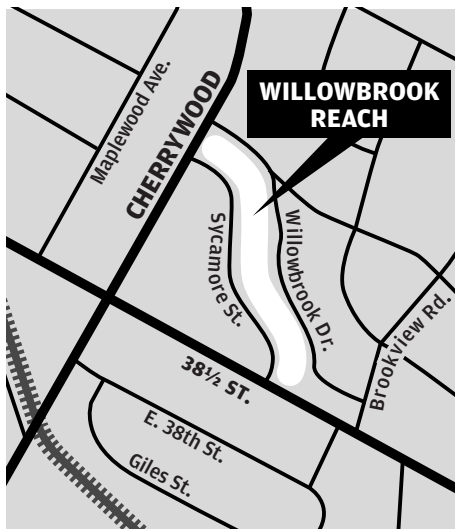 WILLOWBROOK
REACH
Maplewood Ave.
CHERRYWOOD
Sycamore St.
Willowbrook Dr.
Brookview Rd.
38½ ST.
E. 38th St.
Giles St.